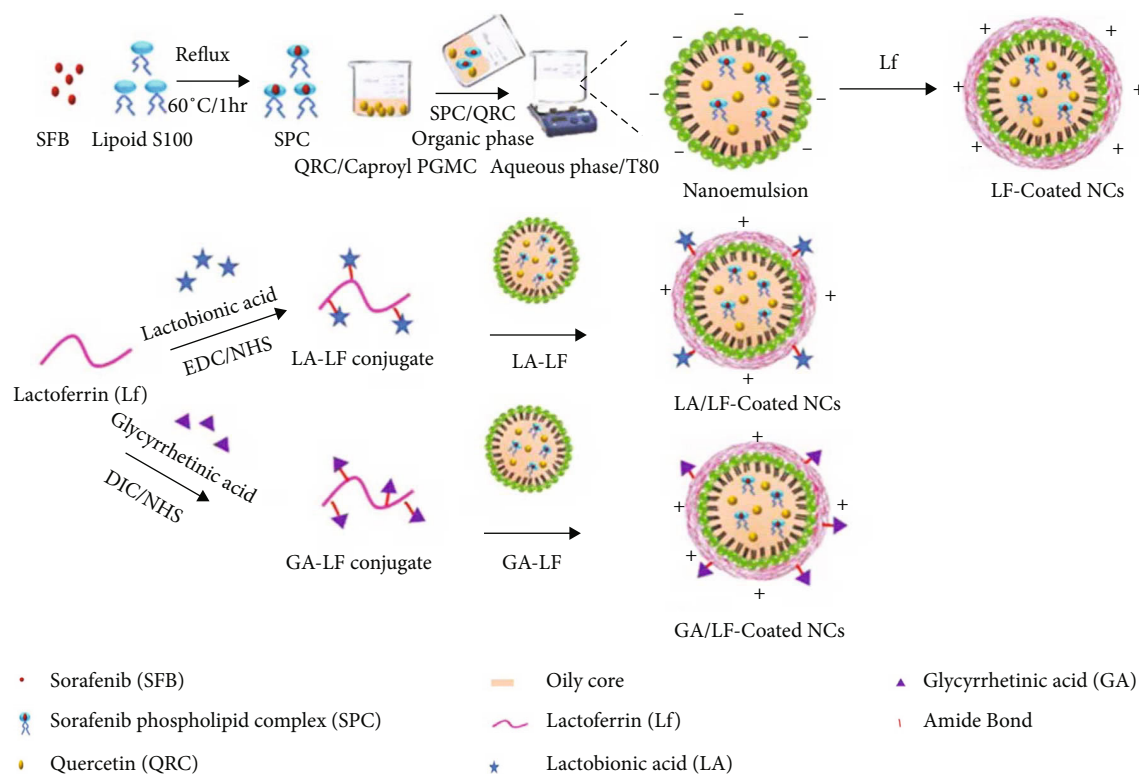 Reflux
60°C/1hr
SFB
Lipoid S100
SPC
QRC/Caproyl PGMC
SPC/QRC
Organic phase
Aqueous phase/T80
Nanoemulsion
Lf
LF-Coated NCs
Lactoferrin (Lf)
Lactobionic acid
EDC/NHS
LA-LF conjugate
LA-LF
LA/LF-Coated NCs
Glycyrrhetinic acid
DIC/NHS
GA-LF conjugate
GA-LF
GA/LF-Coated NCs
Sorafenib (SFB)
Sorafenib phospholipid complex (SPC)
Quercetin (QRC)
Oily core
Lactoferrin (Lf)
Lactobionic acid (LA)
Glycyrrhetinic acid (GA)
Amide Bond